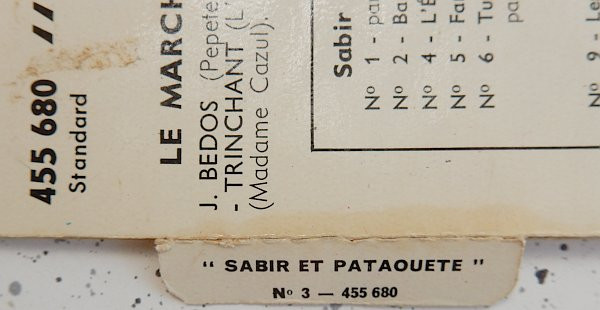 455 680 //
Standard
LE MARCH
J. BEDOS (Pepete
- TRINCHANT (L'
(Madame Cazul).
Sabir
Nº 1 - pa
Nº 2 - Ba
Nº 4 - L'É
Nº 5 - Fa
Nº 6 - Tu
pa
Nº 9 - Le
" SABIR ET PATAOUETE "
Nº 3 — 455 680